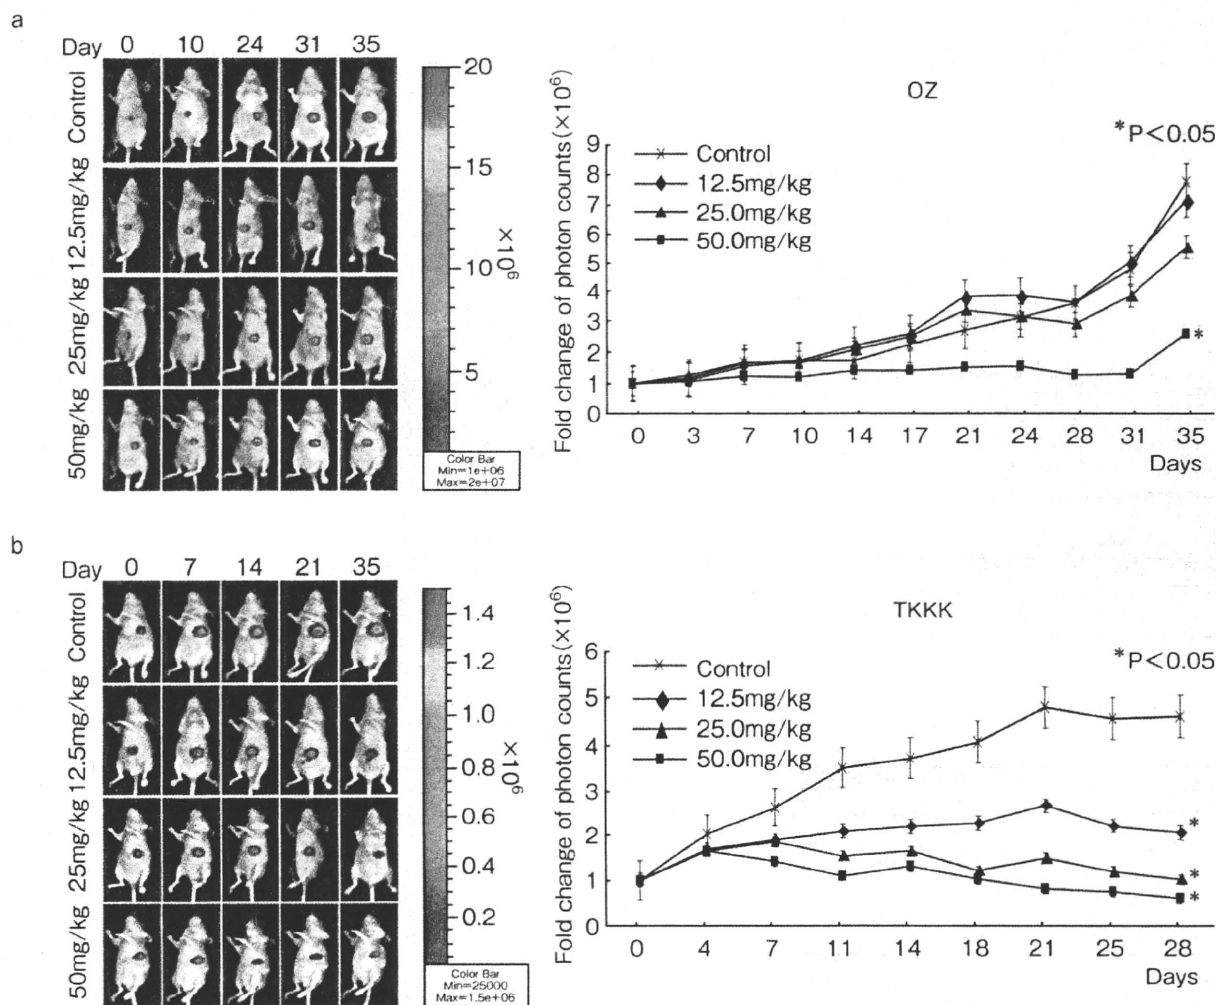 a
Day 0 10 24 31 35
Control
12.5mg/kg
25mg/kg
50mg/kg
20
15
10
5
×10⁶
Color Bar
Min=1e+06
Max=2e+07
OZ
*P<0.05
Fold change of photon counts(×10⁶)
9
8
7
6
5
4
3
2
1
0
Control
12.5mg/kg
25.0mg/kg
50.0mg/kg
*
0 3 7 10 14 17 21 24 28 31 35
Days
b
Day 0 7 14 21 35
Control
12.5mg/kg
25mg/kg
50mg/kg
1.4
1.2
1.0
0.8
0.6
0.4
0.2
×10⁶
Color Bar
Min=25000
Max=1.5e+06
TKKK
*P<0.05
Fold change of photon counts(×10⁶)
6
5
4
3
2
1
0
Control
12.5mg/kg
25.0mg/kg
50.0mg/kg
*
*
*
0 4 7 11 14 18 21 25 28
Days